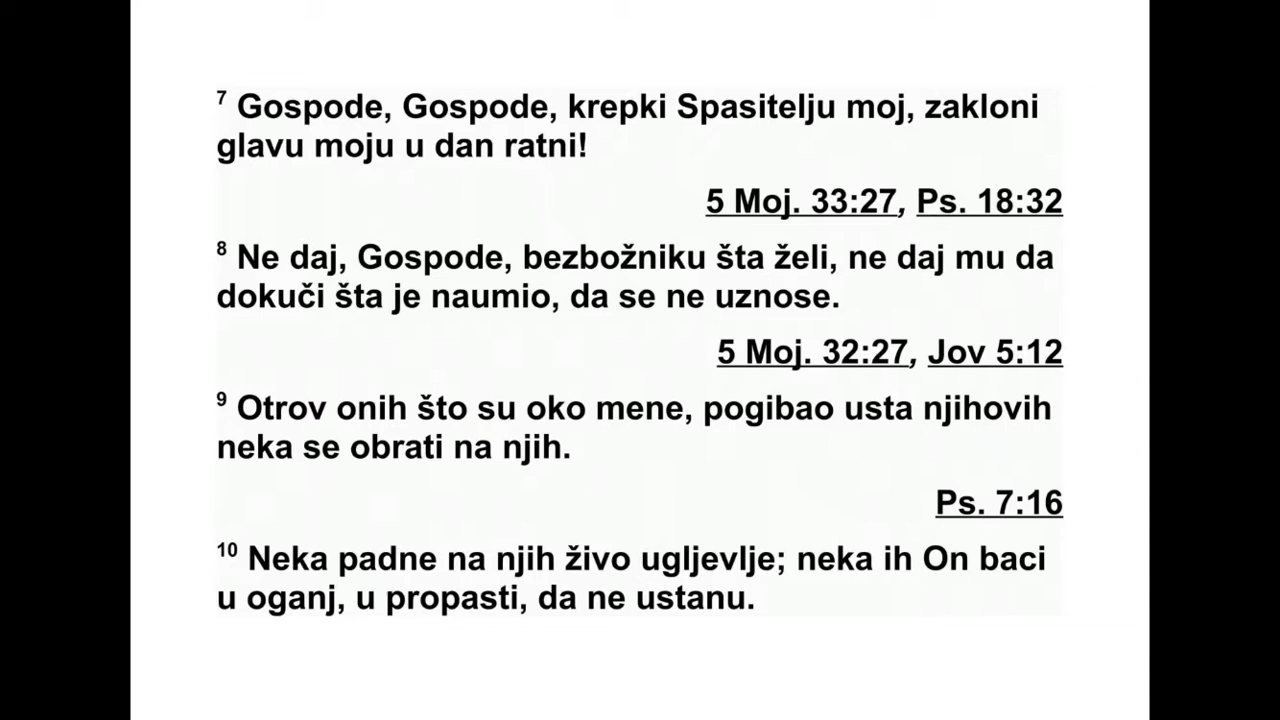 7 Gospode, Gospode, krepki Spasitelju moj, zakloni
glavu moju u dan ratni!
5 Moj. 33:27, Ps. 18:32
8 Ne daj, Gospode, bezbožniku šta želi, ne daj mu da
dokuči šta je naumio, da se ne uznose.
5 Moj. 32:27, Jov 5:12
9 Otrov onih što su oko mene, pogibao usta njihovih
neka se obrati na njih.
Ps. 7:16
10 Neka padne na njih živo ugljevlje; neka ih On baci
u oganj, u propasti, da ne ustanu.